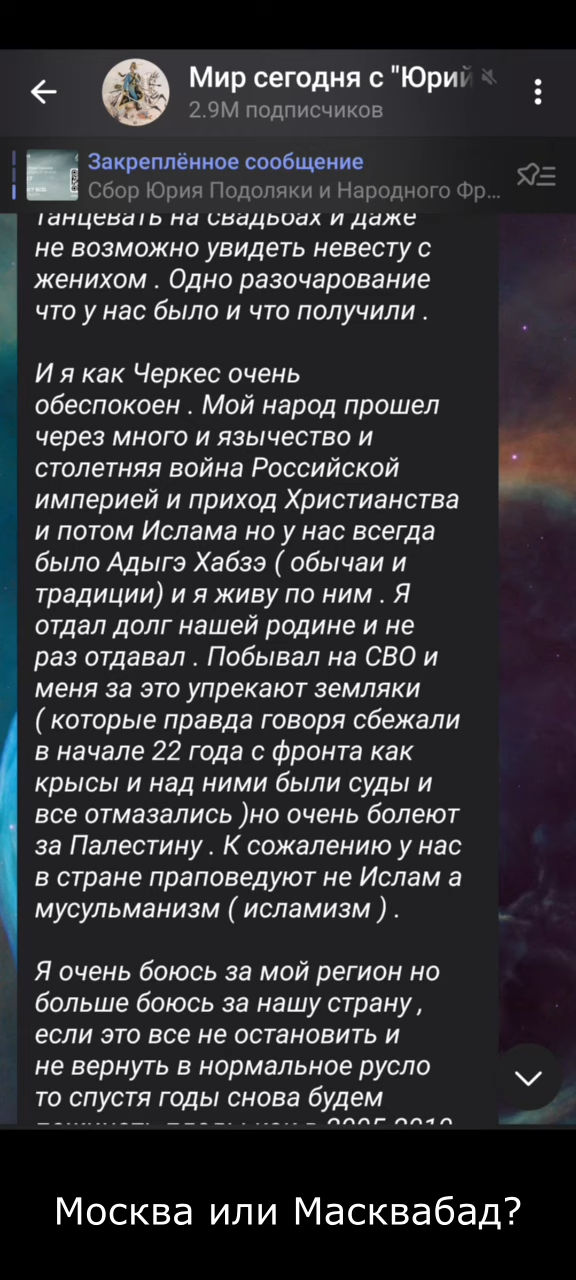 Мир сегодня с "Юрий
2.9M подписчиков
Закреплённое сообщение
Сбор Юрия Подоляки и Народного Фр...
танцевать на свадьбах и даже
не возможно увидеть невесту с
женихом . Одно разочарование
что у нас было и что получили .
И я как Черкес очень
обеспокоен . Мой народ прошел
через много и язычество и
столетняя война Российской
империей и приход Христианства
и потом Ислама но у нас всегда
было Адыгэ Хабзэ ( обычаи и
традиции) и я живу по ним . Я
отдал долг нашей родине и не
раз отдавал . Побывал на СВО и
меня за это упрекают земляки
( которые правда говоря сбежали
в начале 22 года с фронта как
крысы и над ними были суды и
все отмазались )но очень болеют
за Палестину . К сожалению у нас
в стране праповедуют не Ислам а
мусульманизм ( исламизм ) .
Я очень боюсь за мой регион но
больше боюсь за нашу страну ,
если это все не остановить и
не вернуть в нормальное русло
то спустя годы снова будем
Москва или Масквабад?